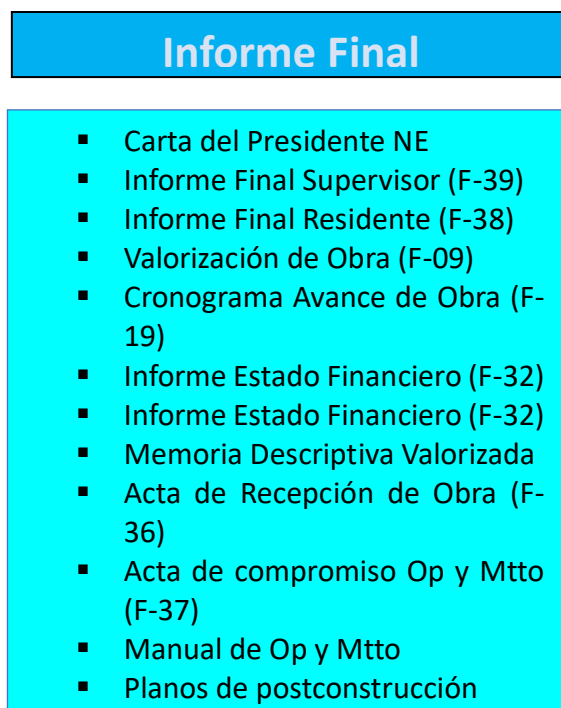 Informe Final
▪ Carta del Presidente NE
▪ Informe Final Supervisor (F-39)
▪ Informe Final Residente (F-38)
▪ Valorización de Obra (F-09)
▪ Cronograma Avance de Obra (F-
19)
▪ Informe Estado Financiero (F-32)
▪ Informe Estado Financiero (F-32)
▪ Memoria Descriptiva Valorizada
▪ Acta de Recepción de Obra (F-
36)
▪ Acta de compromiso Op y Mtto
(F-37)
▪ Manual de Op y Mtto
▪ Planos de postconstrucción